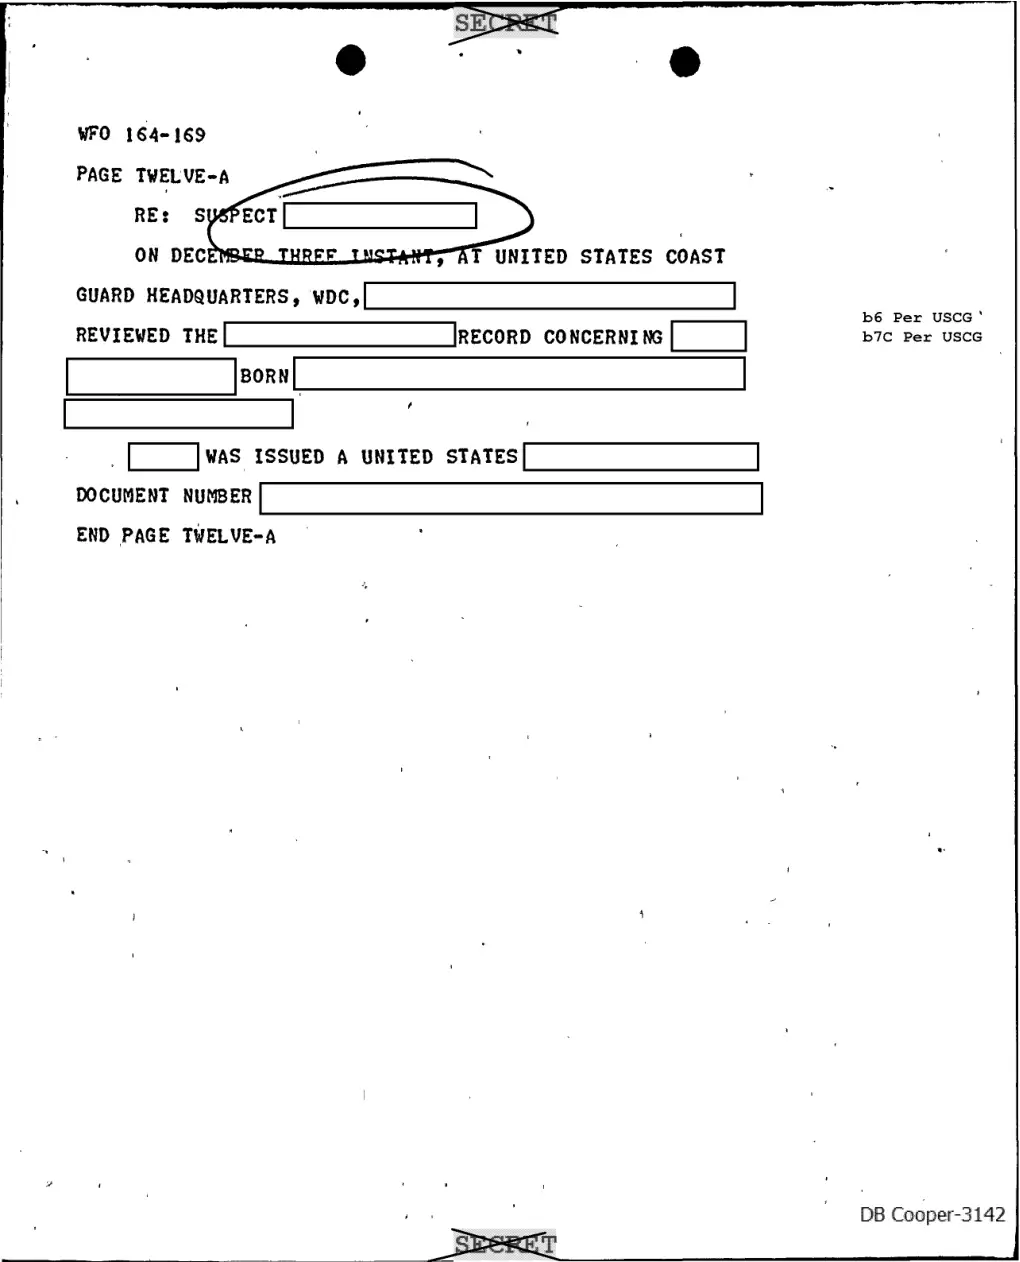 SECRET
WFO 164-169
PAGE TWELVE-A
RE: SUSPECT
ON DECEMBER THREE INSTANT, AT UNITED STATES COAST
GUARD HEADQUARTERS, WDC,
REVIEWED THE RECORD CONCERNING
BORN
WAS ISSUED A UNITED STATES
DOCUMENT NUMBER
END PAGE TWELVE-A
b6 Per USCG
b7C Per USCG
DB Cooper-3142
SECRET